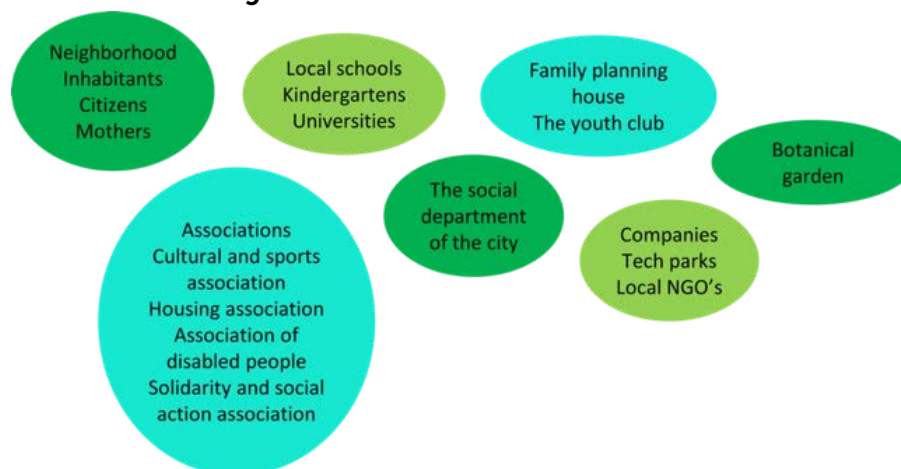 Neighborhood
Inhabitants
Citizens
Mothers
Local schools
Kindergartens
Universities
Family planning
house
The youth club
Botanical
garden
The social
department
of the city
Companies
Tech parks
Local NGO's
Associations
Cultural and sports
association
Housing association
Association of
disabled people
Solidarity and social
action association